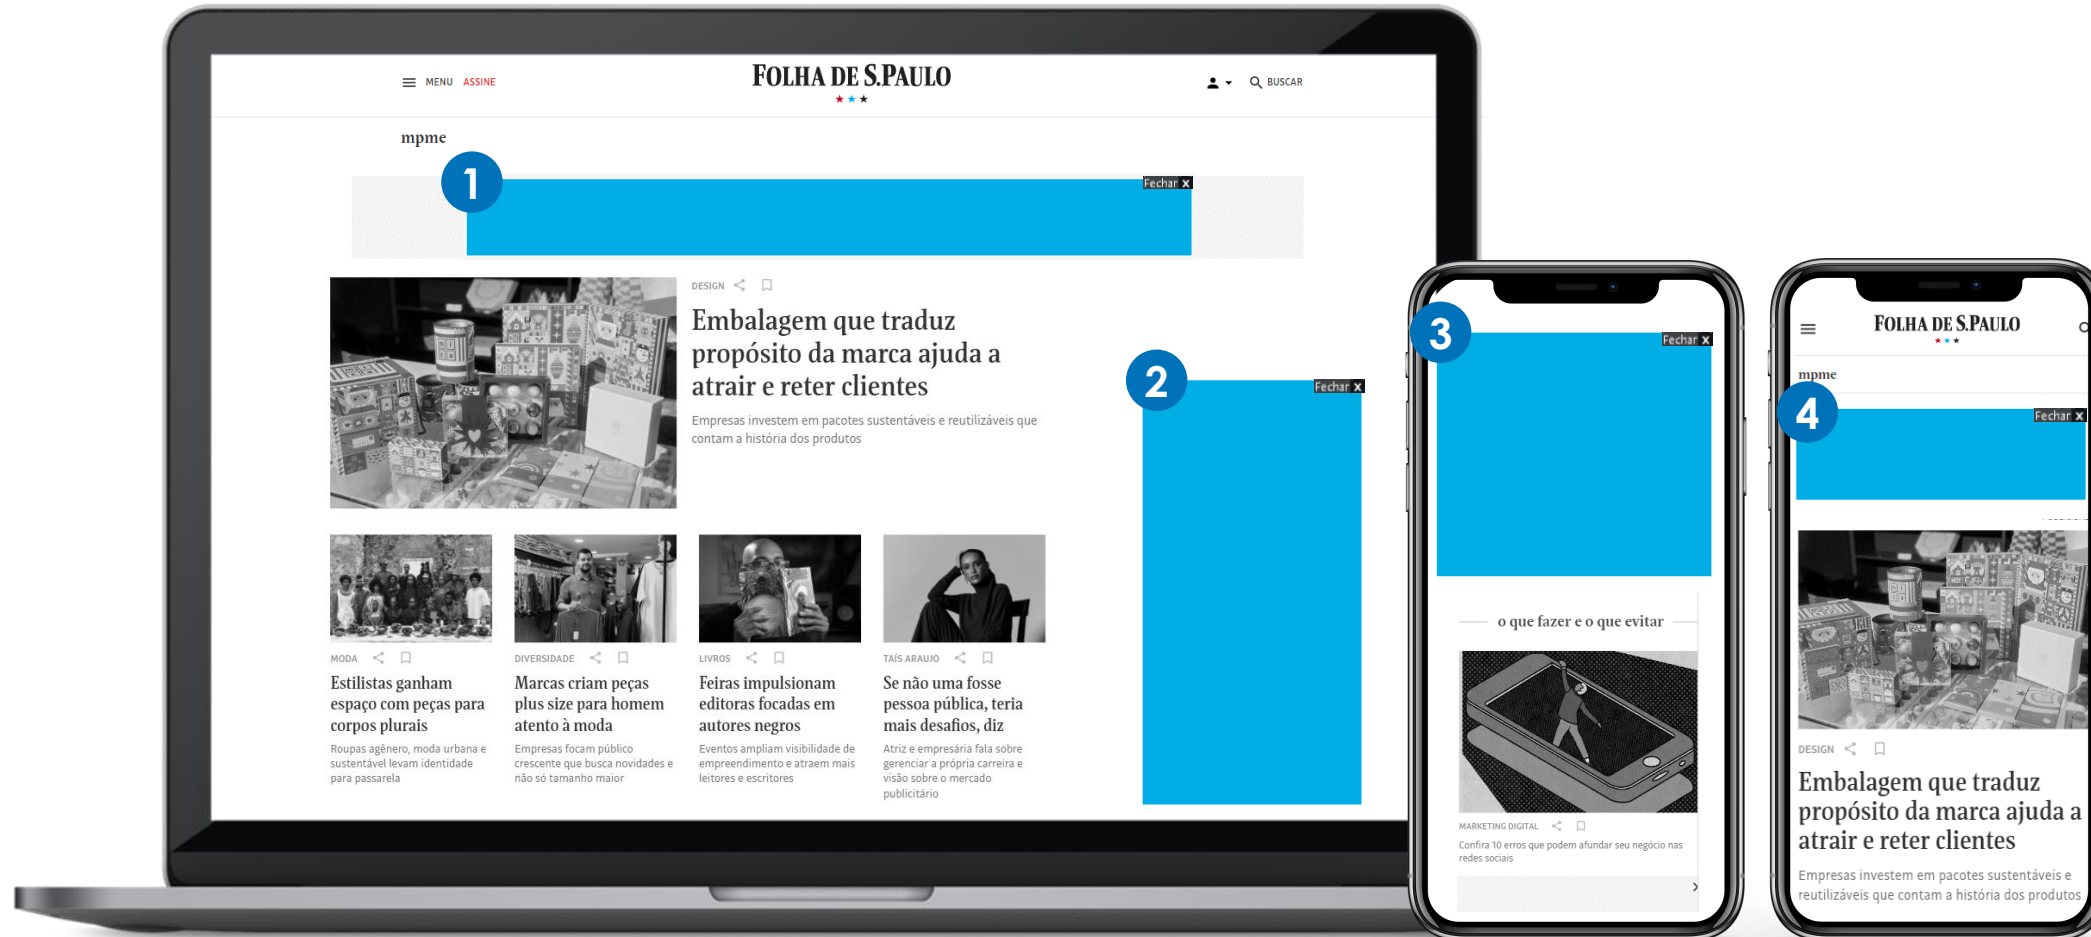 MENU ASSINE
FOLHA DE S.PAULO
BUSCAR
mpme
1
Fechar X
DESIGN
Embalagem que traduz
propósito da marca ajuda a
atrair e reter clientes
Empresas investem em pacotes sustentáveis e reutilizáveis que
contam a história dos produtos
2
Fechar X
MODA
Estilistas ganham
espaço com peças para
corpos plurais
Roupas agênero, moda urbana e
sustentável levam identidade
para passarela
DIVERSIDADE
Marcas criam peças
plus size para homem
atento à moda
Empresas focam público
crescente que busca novidades e
não só tamanho maior
LIVROS
Feiras impulsionam
editoras focadas em
autores negros
Eventos ampliam visibilidade de
empreendimento e atraem mais
leitores e escritores
TAÍS ARAUJO
Se não uma fosse
pessoa pública, teria
mais desafios, diz
Atriz e empresária fala sobre
gerenciar a própria carreira e
visão sobre o mercado
publicitário
3
Fechar X
o que fazer e o que evitar
MARKETING DIGITAL
Confira 10 erros que podem afundar seu negócio nas
redes sociais
FOLHA DE S.PAULO
mpme
4
Fechar X
DESIGN
Embalagem que traduz
propósito da marca ajuda a
atrair e reter clientes
Empresas investem em pacotes sustentáveis e
reutilizáveis que contam a história dos produtos